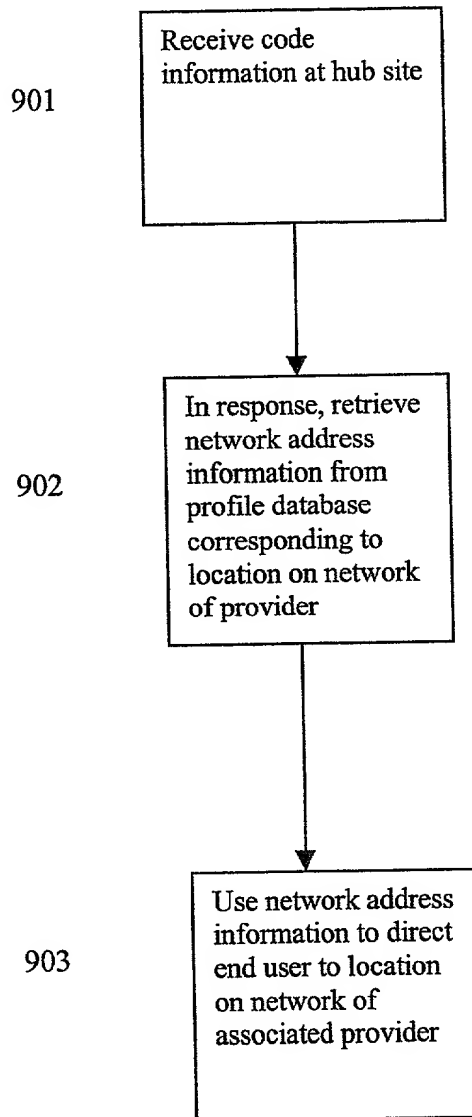 901
Receive code
information at hub site
902
In response, retrieve
network address
information from
profile database
corresponding to
location on network
of provider
903
Use network address
information to direct
end user to location
on network of
associated provider